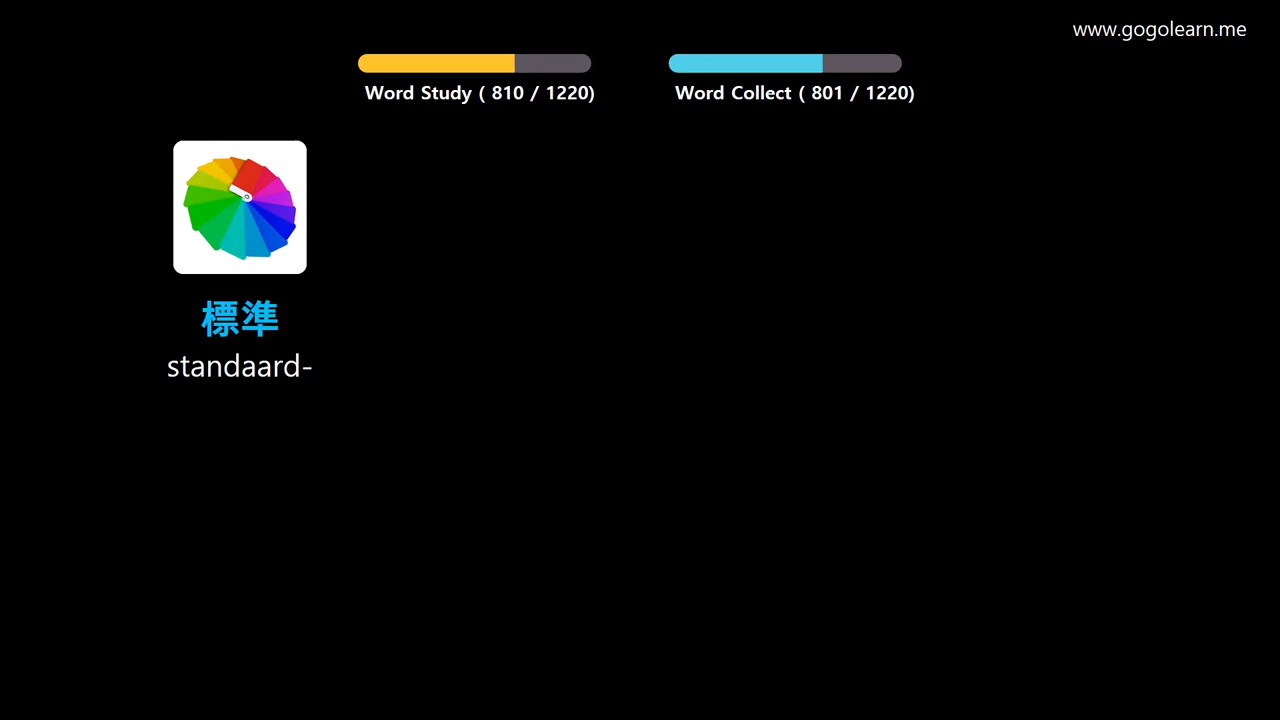 www.gogolearn.me
Word Study ( 810 / 1220)
Word Collect ( 801 / 1220)
標準
standaard-